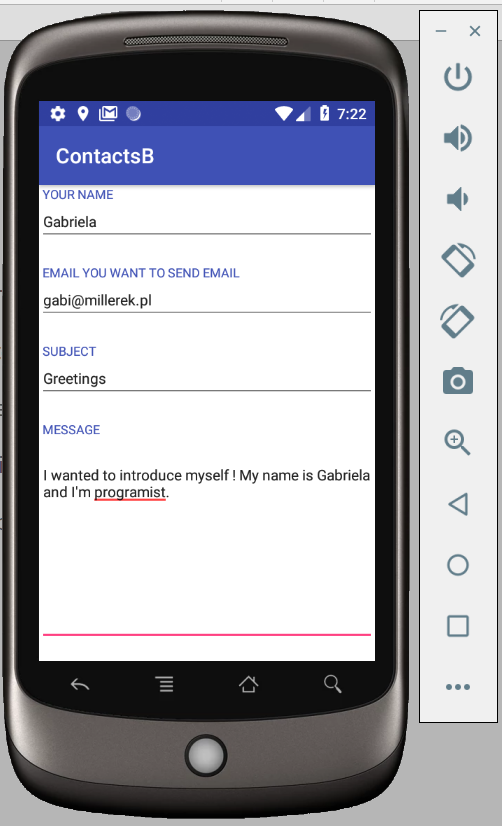 7:22
ContactsB
YOUR NAME
Gabriela
EMAIL YOU WANT TO SEND EMAIL
gabi@millerek.pl
SUBJECT
Greetings
MESSAGE
I wanted to introduce myself ! My name is Gabriela
and I'm programist.